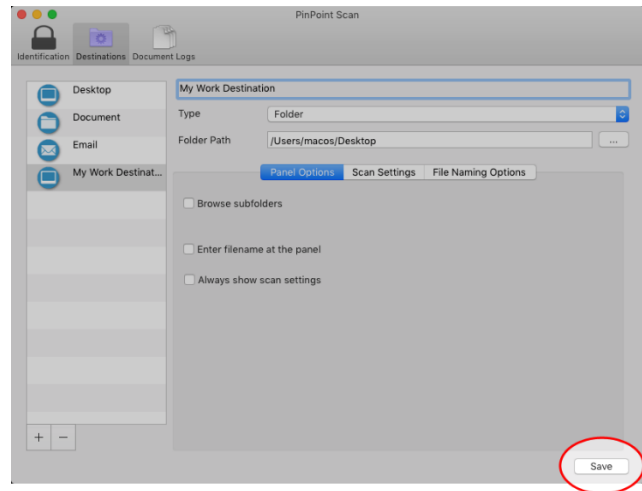 PinPoint Scan
Identification Destinations Document Logs
Desktop
Document
Email
My Work Destinat...
My Work Destination
Type Folder
Folder Path /Users/macos/Desktop ...
Panel Options Scan Settings File Naming Options
Browse subfolders
Enter filename at the panel
Always show scan settings
+ −
Save